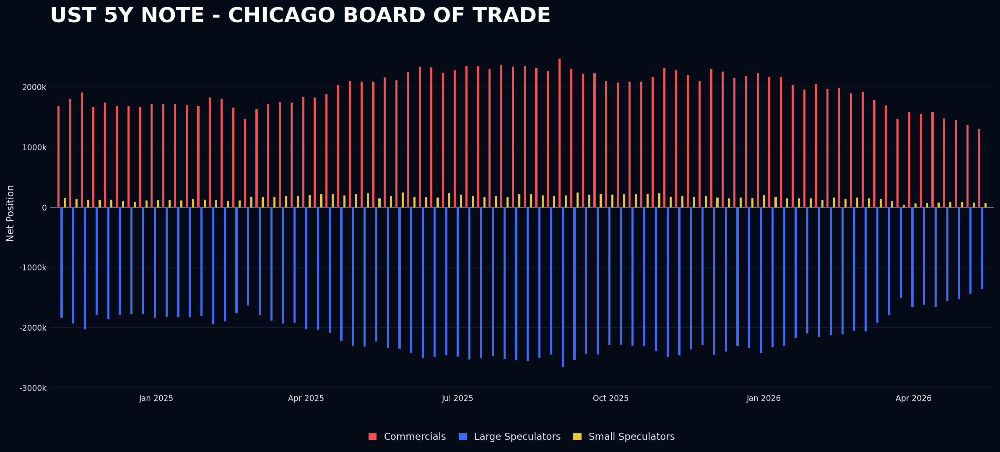 UST 5Y NOTE - CHICAGO BOARD OF TRADE
Net Position
2000k
1000k
0
-1000k
-2000k
-3000k
Jan 2025 Apr 2025 Jul 2025 Oct 2025 Jan 2026 Apr 2026
Commercials Large Speculators Small Speculators